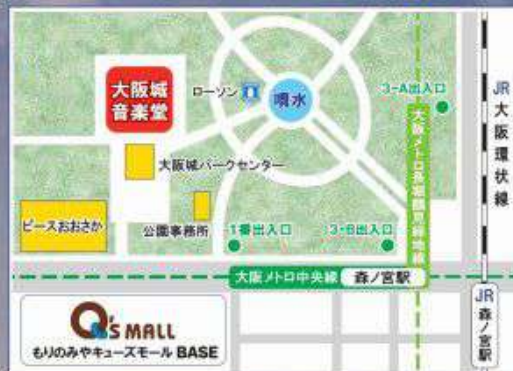 大阪城
音楽堂
ローソン
噴水
3-A出入口
JR大阪環状線
大阪メトロ長堀鶴見緑地線
大阪城パークセンター
ピースおおさか
公園事務所
1番出入口
3-B出入口
大阪メトロ中央線
森ノ宮駅
JR森ノ宮駅
Q's MALL
もりのみやキューズモール BASE